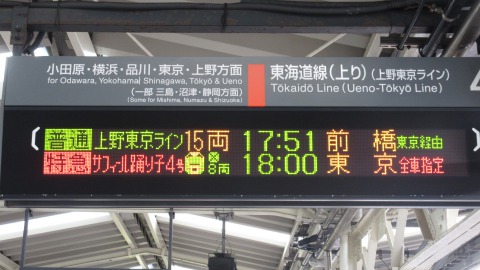 小田原・横浜・品川・東京・上野方面
for Odawara, Yokohama, Shinagawa, Tōkyō & Ueno
(一部 三島・沼津・静岡方面)
(Some for Mishima, Numazu & Shizuoka)
東海道線(上り)(上野東京ライン)
Tōkaidō Line (Ueno-Tōkyō Line)
普通 上野東京ライン 15両 17:51 前橋 東京経由
特急 サフィール踊り子4号 8両 18:00 東京 全車指定